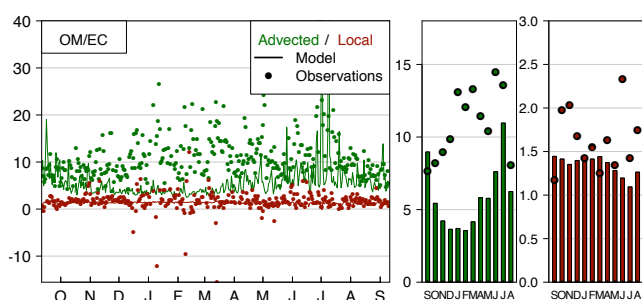 OM/EC
Advected / Local
Model
Observations
40
30
20
10
0
-10
O N D J F M A M J J A S
15
10
5
0
SONDJFMAMJJA
3.0
2.5
2.0
1.5
1.0
0.5
0.0
SONDJFMAMJJA